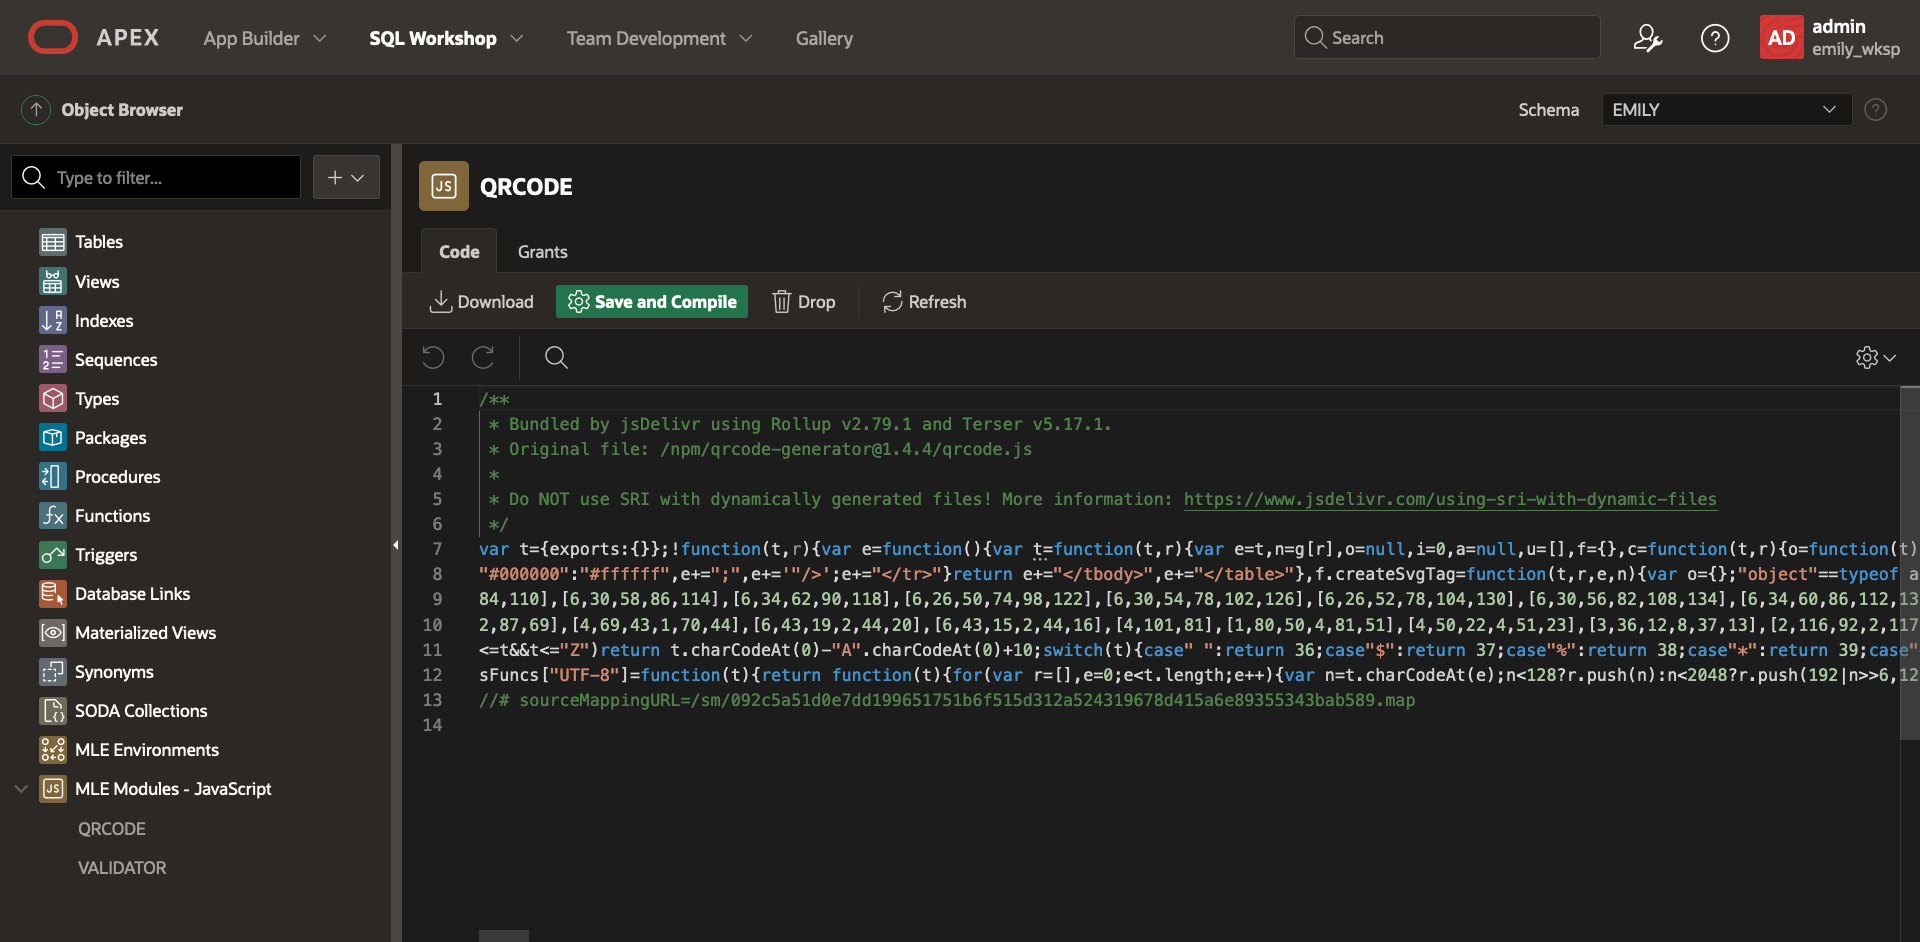 APEX App Builder SQL Workshop Team Development Gallery Search ? AD admin
emily_wksp
Object Browser Schema EMILY ?
Type to filter...
Tables
Views
Indexes
Sequences
Types
Packages
Procedures
Functions
Triggers
Database Links
Materialized Views
Synonyms
SODA Collections
MLE Environments
JS MLE Modules - JavaScript
QRCODE
VALIDATOR
JS QRCODE
Code Grants
Download Save and Compile Drop Refresh
1 /**
2 * Bundled by jsDelivr using Rollup v2.79.1 and Terser v5.17.1.
3 * Original file: /npm/qrcode-generator@1.4.4/qrcode.js
4 *
5 * Do NOT use SRI with dynamically generated files! More information: https://www.jsdelivr.com/using-sri-with-dynamic-files
6 */
7 var t={exports:{}};!function(t,r){var e=function(){var t=function(t,r){var e=t,n=g[r],o=null,i=0,a=null,u=[],f={},c=function(t,r){o=function(t)
8 "#000000":"#ffffff",e+=";",e+='"/>';e+="</tr>"}return e+="</tbody>",e+="</table>"},f.createSvgTag=function(t,r,e,n){var o={};"object"==typeof a
9 84,110],[6,30,58,86,114],[6,34,62,90,118],[6,26,50,74,98,122],[6,30,54,78,102,126],[6,26,52,78,104,130],[6,30,56,82,108,134],[6,34,60,86,112,13
10 2,87,69],[4,69,43,1,70,44],[6,43,19,2,44,20],[6,43,15,2,44,16],[4,101,81],[1,80,50,4,81,51],[4,50,22,4,51,23],[3,36,12,8,37,13],[2,116,92,2,117
11 <=t&&t<="Z")return t.charCodeAt(0)-"A".charCodeAt(0)+10;switch(t){case" ":return 36;case"$":return 37;case"%":return 38;case"*":return 39;case"
12 sFuncs["UTF-8"]=function(t){return function(t){for(var r=[],e=0;e<t.length;e++){var n=t.charCodeAt(e);n<128?r.push(n):n<2048?r.push(192|n>>6,12
13 //# sourceMappingURL=/sm/092c5a51d0e7dd199651751b6f515d312a524319678d415a6e89355343bab589.map
14